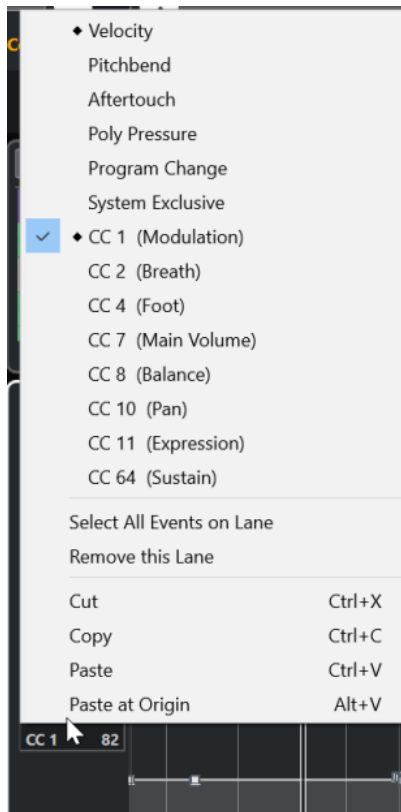 Velocity
Pitchbend
Aftertouch
Poly Pressure
Program Change
System Exclusive
CC 1 (Modulation)
CC 2 (Breath)
CC 4 (Foot)
CC 7 (Main Volume)
CC 8 (Balance)
CC 10 (Pan)
CC 11 (Expression)
CC 64 (Sustain)
Select All Events on Lane
Remove this Lane
Cut Ctrl+X
Copy Ctrl+C
Paste Ctrl+V
Paste at Origin Alt+V
CC 1 82